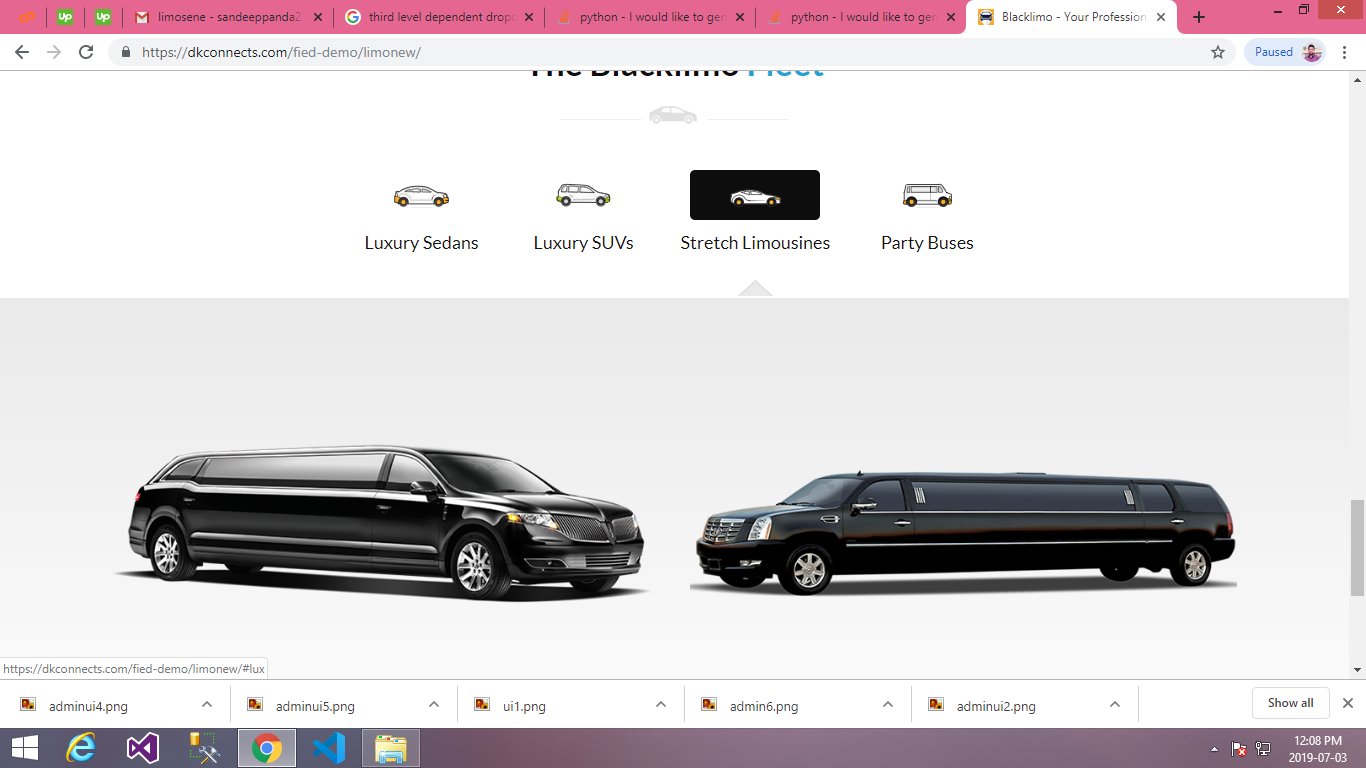 limosene - sandeeppanda2
third level dependent dropd
python - I would like to gen
python - I would like to gen
Blacklimo - Your Profession
https://dkconnects.com/fied-demo/limonew/
Paused
The Blacklimo Fleet
Luxury Sedans
Luxury SUVs
Stretch Limousines
Party Buses
https://dkconnects.com/fied-demo/limonew/#lux
adminui4.png
adminui5.png
ui1.png
admin6.png
adminui2.png
Show all
12:08 PM
2019-07-03